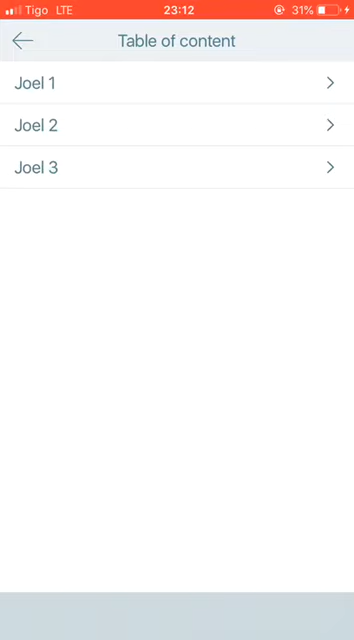 Tigo LTE 23:12 31%
Table of content
Joel 1
Joel 2
Joel 3